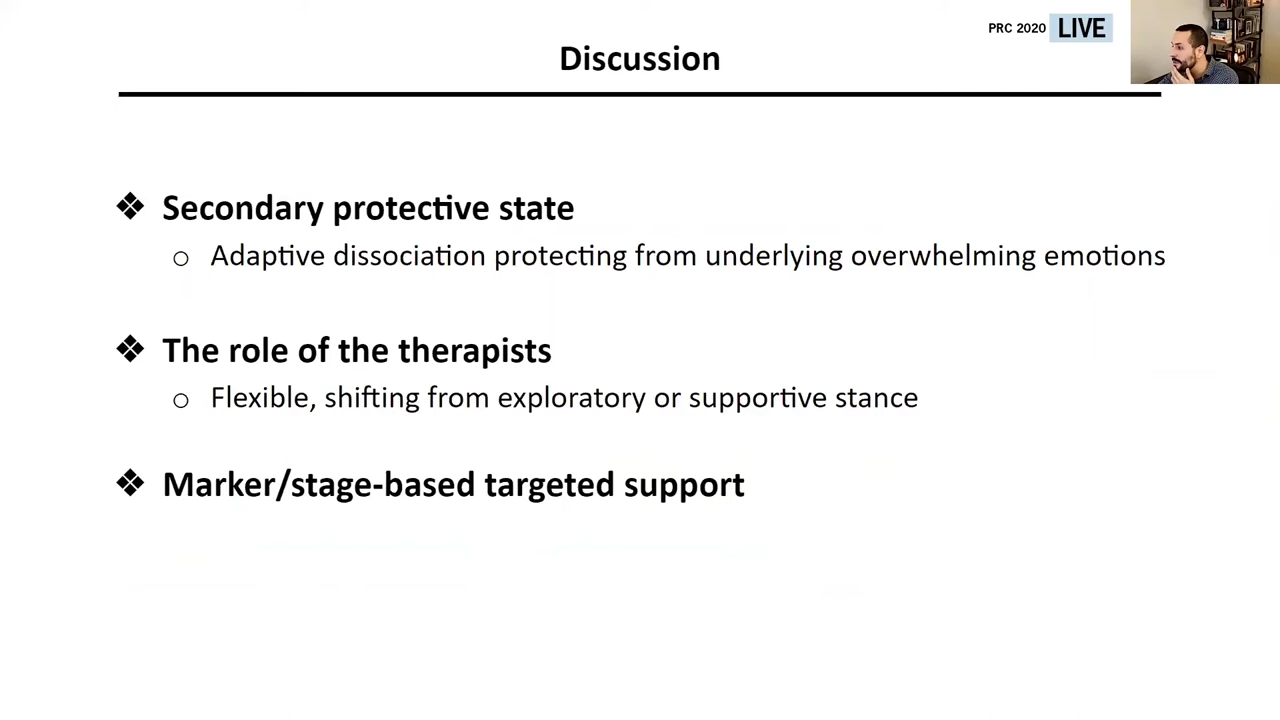 PRC 2020 LIVE
Discussion
❖ Secondary protective state
o Adaptive dissociation protecting from underlying overwhelming emotions
❖ The role of the therapists
o Flexible, shifting from exploratory or supportive stance
❖ Marker/stage-based targeted support